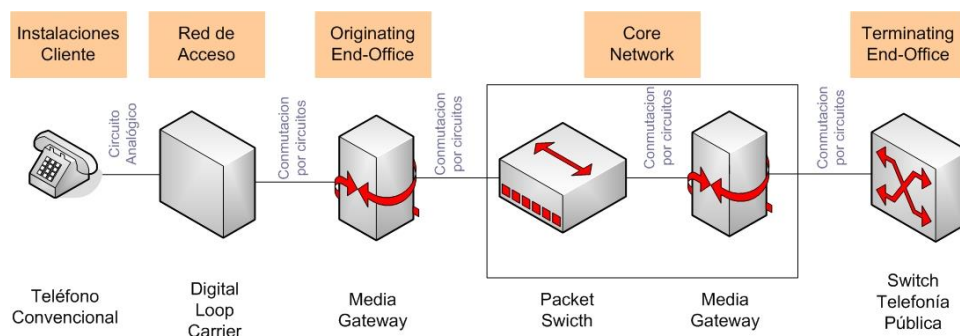 Instalaciones
Cliente
Red de
Acceso
Originating
End-Office
Core
Network
Terminating
End-Office
Circuito
Analógico
Conmutacion
por circuitos
Conmutacion
por circuitos
Conmutacion
por circuitos
Conmutacion
por circuitos
Teléfono
Convencional
Digital
Loop
Carrier
Media
Gateway
Packet
Swicth
Media
Gateway
Switch
Telefonía
Pública